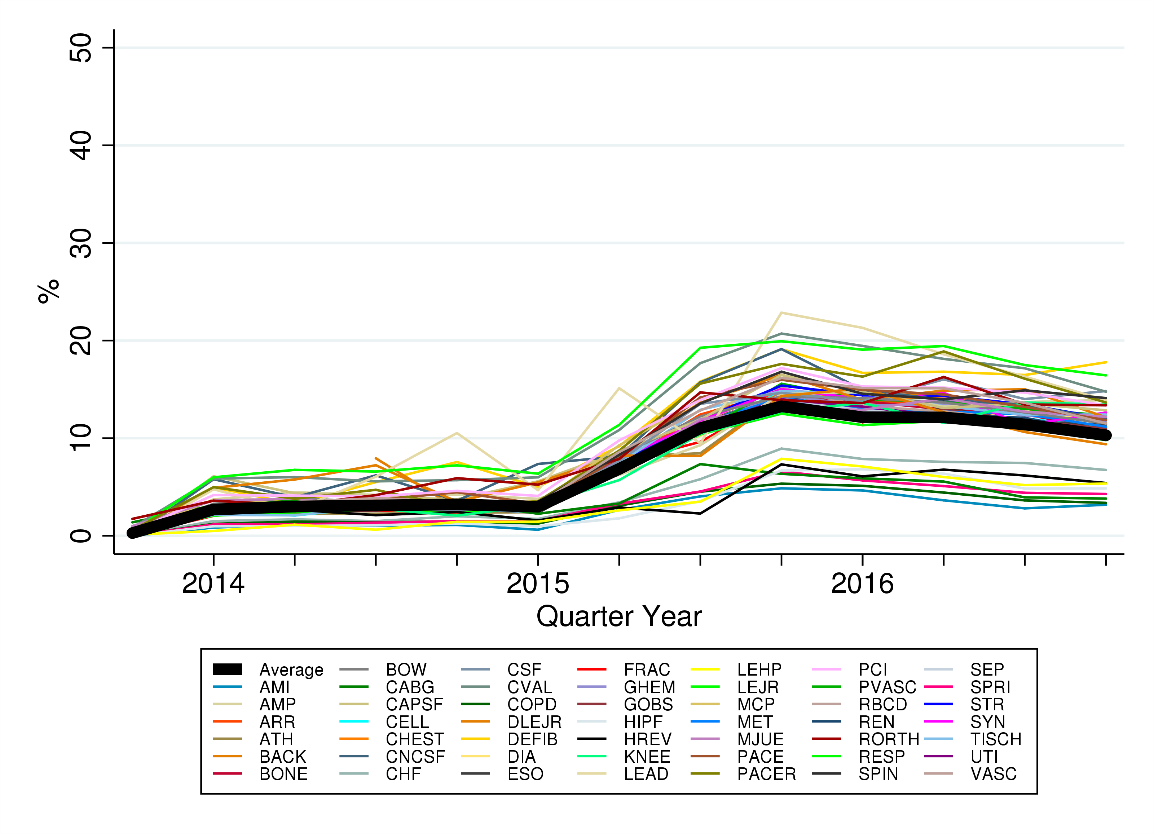 50
40
30
20
10
0
%
2014 2015 2016
Quarter Year
Average BOW CSF FRAC LEHP PCI SEP
AMI CABG CVAL GHEM LEJR PVASC SPRI
AMP CAPSF COPD GOBS MCP RBCD STR
ARR CELL DLEJR HIPF MET REN SYN
ATH CHEST DEFIB HREV MJUE RORTH TISCH
BACK CNCSF DIA KNEE PACE RESP UTI
BONE CHF ESO LEAD PACER SPIN VASC